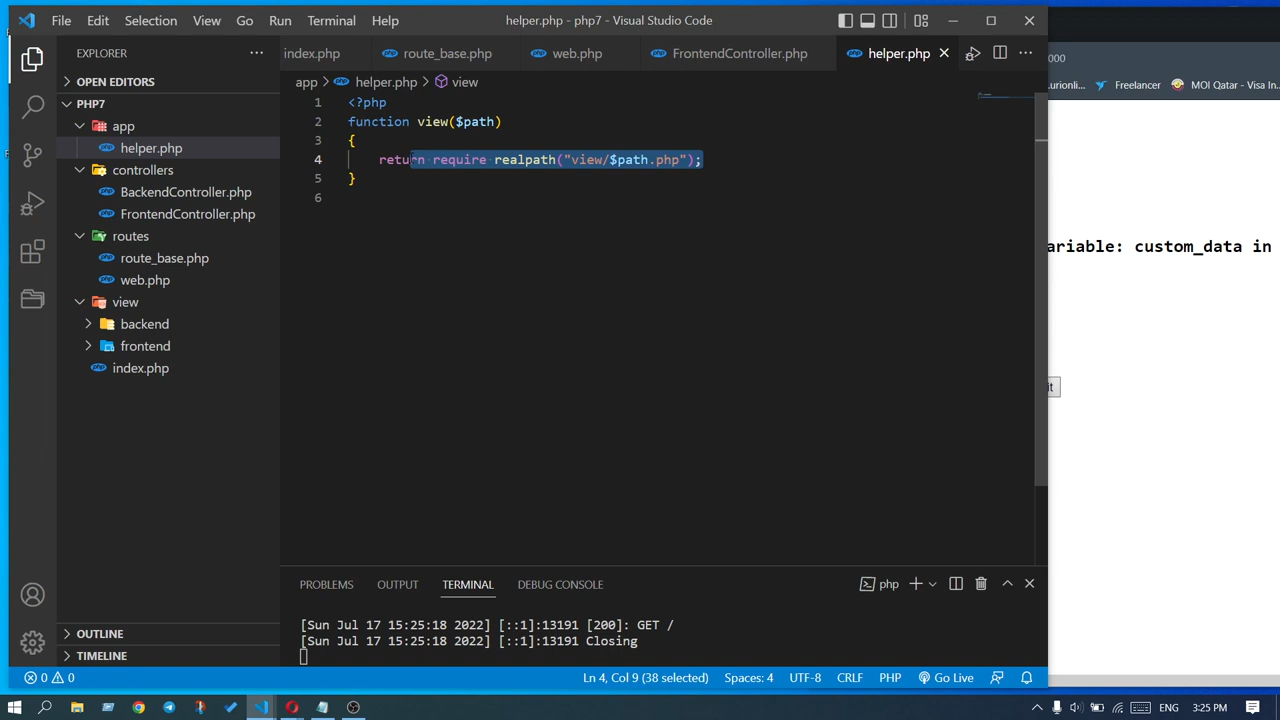 File Edit Selection View Go Run Terminal Help
helper.php - php7 - Visual Studio Code
EXPLORER
OPEN EDITORS
PHP7
app
helper.php
controllers
BackendController.php
FrontendController.php
routes
route_base.php
web.php
view
backend
frontend
index.php
OUTLINE
TIMELINE
index.php route_base.php web.php FrontendController.php helper.php
app > helper.php > view
1 <?php
2 function view($path)
3 {
4 return require realpath("view/$path.php");
5 }
6
PROBLEMS OUTPUT TERMINAL DEBUG CONSOLE
php
[Sun Jul 17 15:25:18 2022] [::1]:13191 [200]: GET /
[Sun Jul 17 15:25:18 2022] [::1]:13191 Closing
0 0
Ln 4, Col 9 (38 selected) Spaces: 4 UTF-8 CRLF PHP Go Live
000
urionli... Freelancer MOI Qatar - Visa In...
ariable: custom_data in
it
ENG 3:25 PM